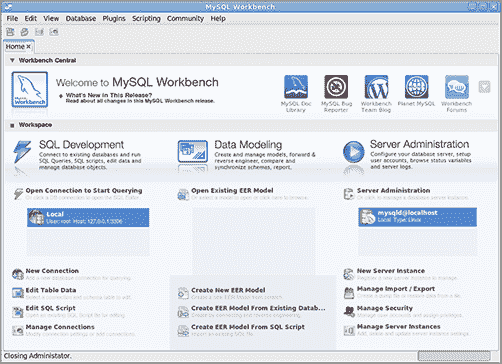 MySQL Workbench
File Edit View Database Plugins Scripting Community Help
Home
Workbench Central
MySQL Workbench
Welcome to MySQL Workbench
What's New in This Release?
Read about all changes in this MySQL Workbench release.
MySQL Doc Library
MySQL Bug Reporter
Workbench Team Blog
Planet MySQL
Workbench Forums
Workspace
SQL Development
Connect to existing databases and run
SQL Queries, SQL scripts, edit data and
manage database objects.
Data Modeling
Create and manage models, forward &
reverse engineer, compare and
synchronize schemas, report.
Server Administration
Configure your database server, setup
user accounts, browse status variables
and server logs.
Open Connection to Start Querying
Local
User: root Host: 127.0.0.1:3306
New Connection
Edit Table Data
Edit SQL Script
Manage Connections
Open Existing EER Model
Create New EER Model
Create EER Model From Existing Datab...
Create EER Model From SQL Script
Server Administration
mysqld@localhost
Local Type: Linux
New Server Instance
Manage Import / Export
Manage Security
Manage Server Instances
Closing Administator.